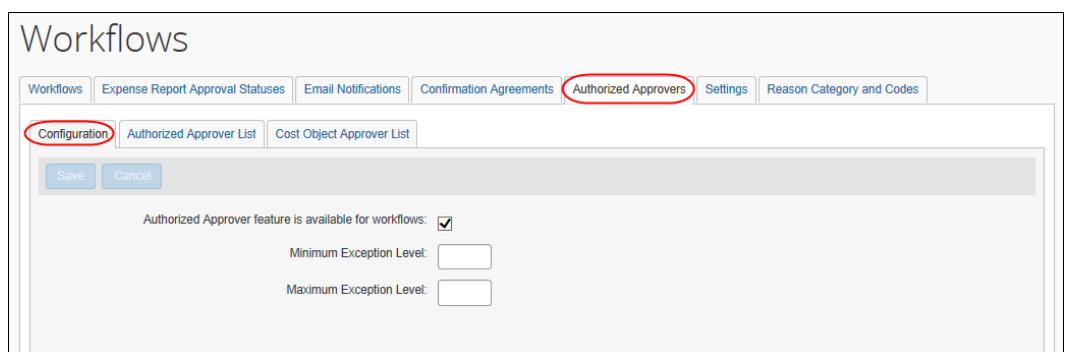 Workflows
Workflows Expense Report Approval Statuses Email Notifications Confirmation Agreements Authorized Approvers Settings Reason Category and Codes
Configuration Authorized Approver List Cost Object Approver List
Save Cancel
Authorized Approver feature is available for workflows:
Minimum Exception Level:
Maximum Exception Level: